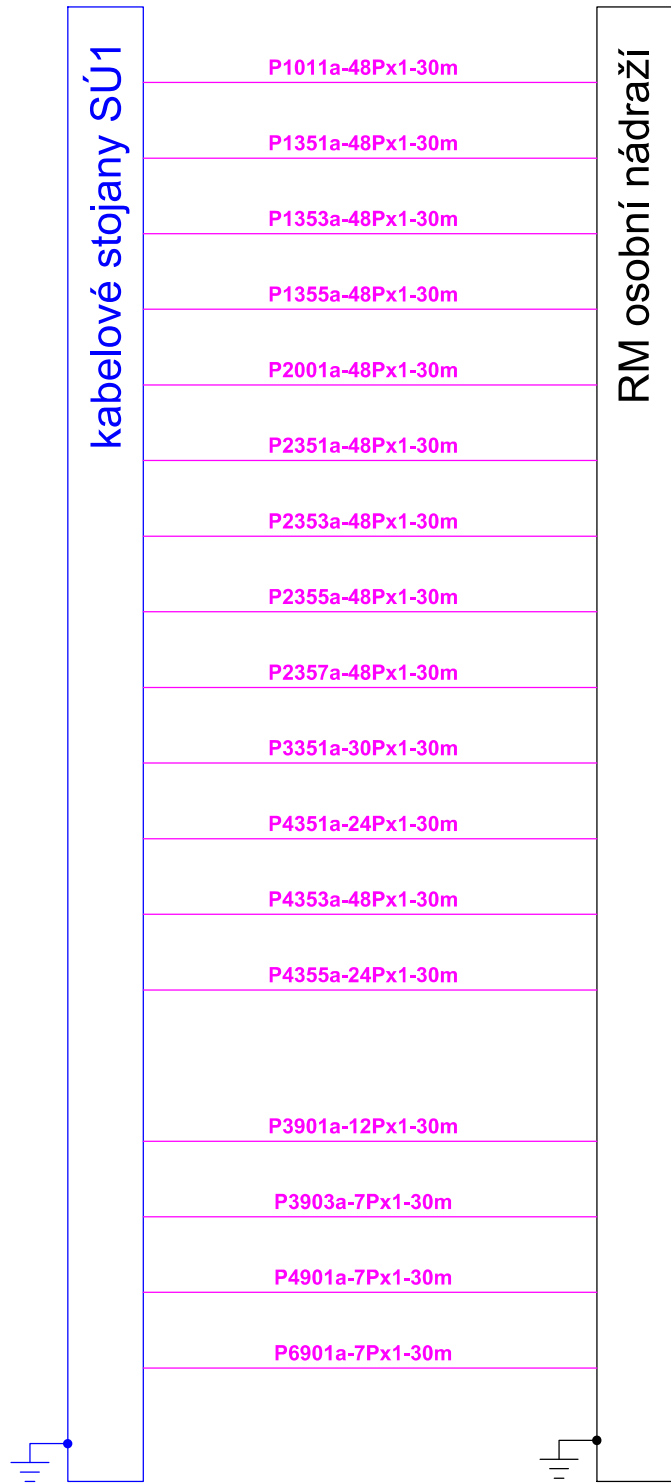 kabelové stojany SÚ1
RM osobní nádraží
P1011a-48Px1-30m
P1351a-48Px1-30m
P1353a-48Px1-30m
P1355a-48Px1-30m
P2001a-48Px1-30m
P2351a-48Px1-30m
P2353a-48Px1-30m
P2355a-48Px1-30m
P2357a-48Px1-30m
P3351a-30Px1-30m
P4351a-24Px1-30m
P4353a-48Px1-30m
P4355a-24Px1-30m
P3901a-12Px1-30m
P3903a-7Px1-30m
P4901a-7Px1-30m
P6901a-7Px1-30m